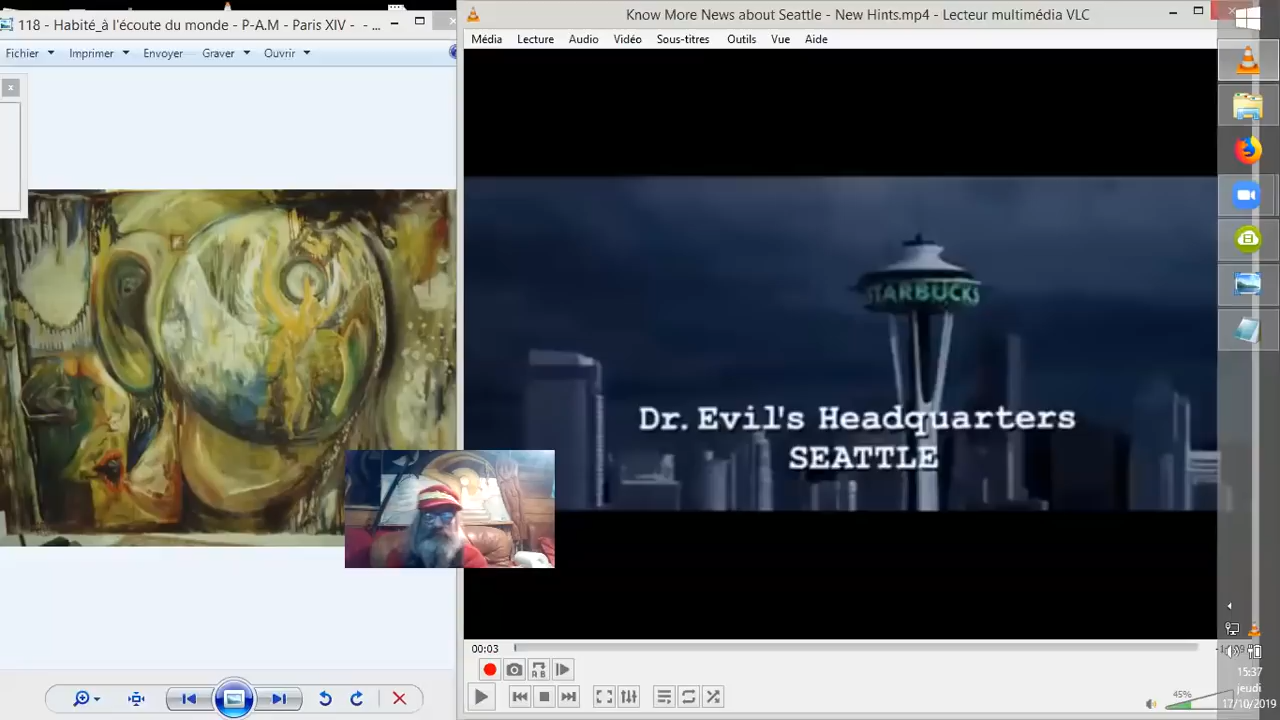 118 - Habité_à l'écoute du monde - P-A.M - Paris XIV - - ...
Fichier Imprimer Envoyer Graver Ouvrir
Know More News about Seattle - New Hints.mp4 - Lecteur multimédia VLC
Média Lecture Audio Vidéo Sous-titres Outils Vue Aide
STARBUCKS
Dr. Evil's Headquarters
SEATTLE
00:03
A B
45%
15:37
jeudi
17/10/2019